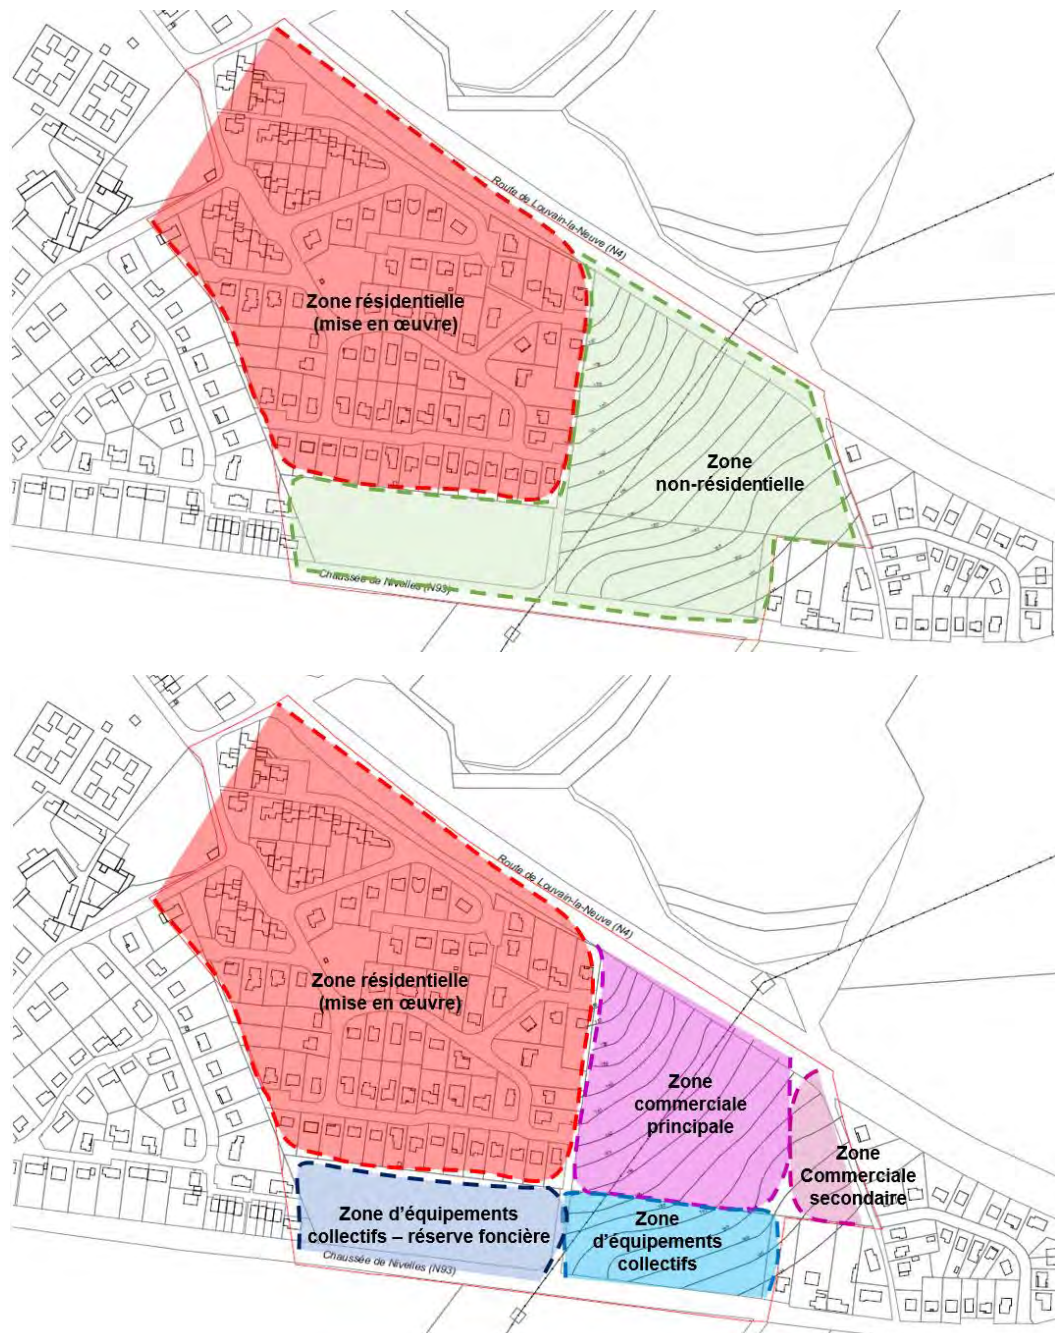 Route de Louvain-la-Neuve (N4)
Zone résidentielle
(mise en œuvre)
Zone
non-résidentielle
Chaussée de Nivelles (N93)
Route de Louvain-la-Neuve (N4)
Zone résidentielle
(mise en œuvre)
Zone
commerciale
principale
Zone
Commerciale
secondaire
Zone d'équipements
collectifs – réserve foncière
Zone
d'équipements
collectifs
Chaussée de Nivelles (N93)